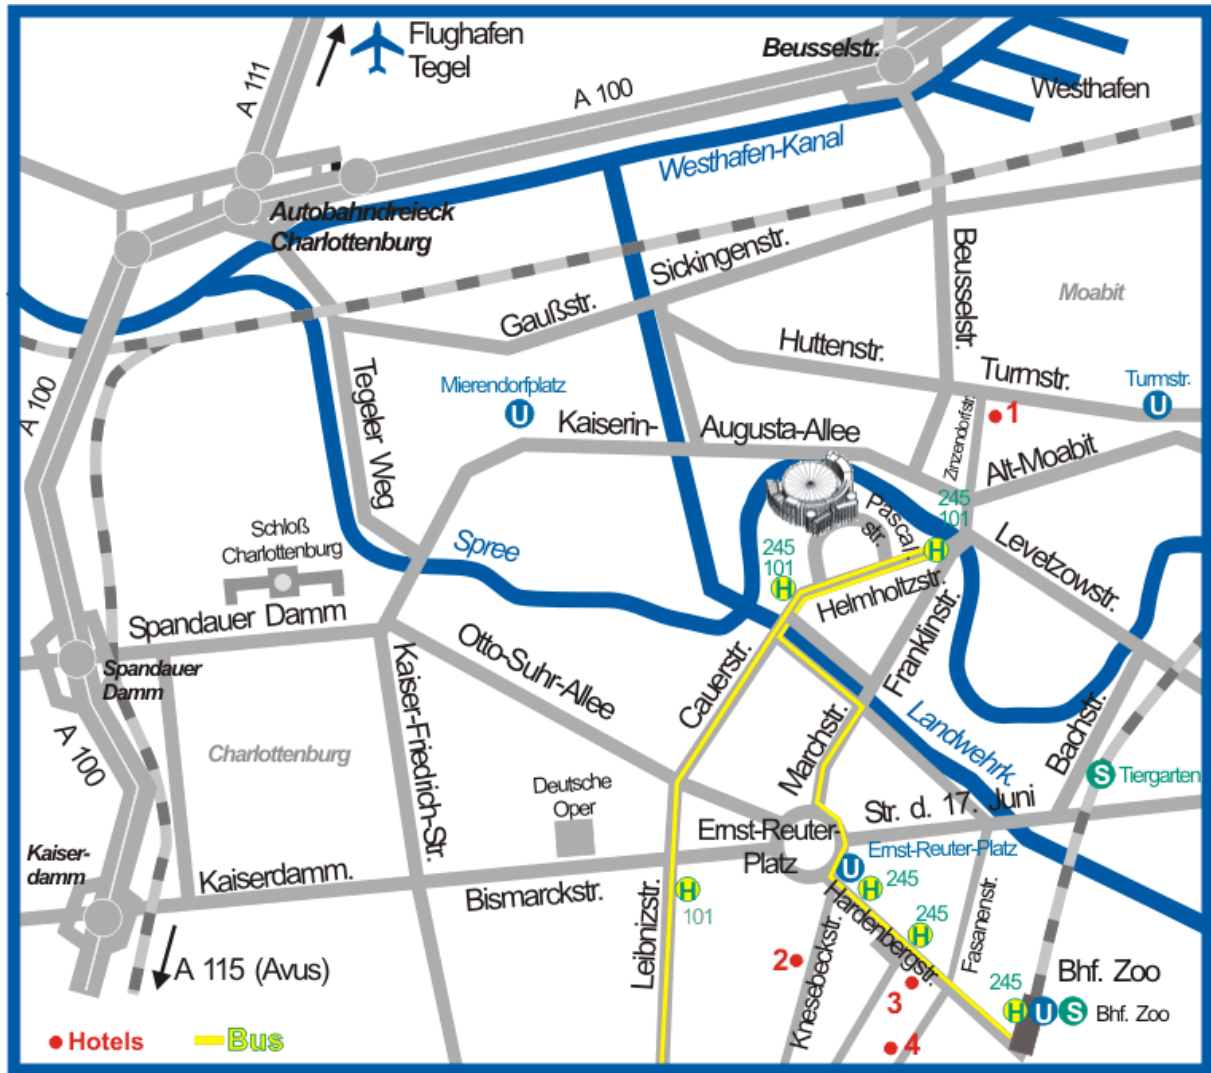 Flughafen
Tegel
Beusselstr.
A 111
A 100
Westhafen
Westhafen-Kanal
Autobahndreieck
Charlottenburg
Sickingenstr.
Beusselstr.
Moabit
Gaußstr.
Huttenstr.
Turmstr.
Turmstr.
U
A 100
Tegeler Weg
Mierendorfplatz
U
Kaiserin-
Augusta-Allee
Zinzendorfstr.
1
Alt-Moabit
245
101
H
Pascal-
str.
Schloß
Charlottenburg
Spree
245
101
H
Levetzowstr.
Helmholtzstr.
Spandauer Damm
Otto-Suhr-Allee
Franklinstr.
Spandauer
Damm
Kaiser-Friedrich-Str.
Cauerstr.
Marchstr.
Landwehrk.
Bachstr.
A 100
Charlottenburg
S Tiergarten
Deutsche
Oper
Str. d. 17. Juni
Ernst-Reuter-
Platz
Ernst-Reuter-Platz
U
Kaiser-
damm
Kaiserdamm.
Bismarckstr.
H
101
H 245
Hardenbergstr.
245
H
Fasanenstr.
Leibnizstr.
Knesebeckstr.
A 115 (Avus)
2
3
4
245
Bhf. Zoo
H U S Bhf. Zoo
Hotels
Bus